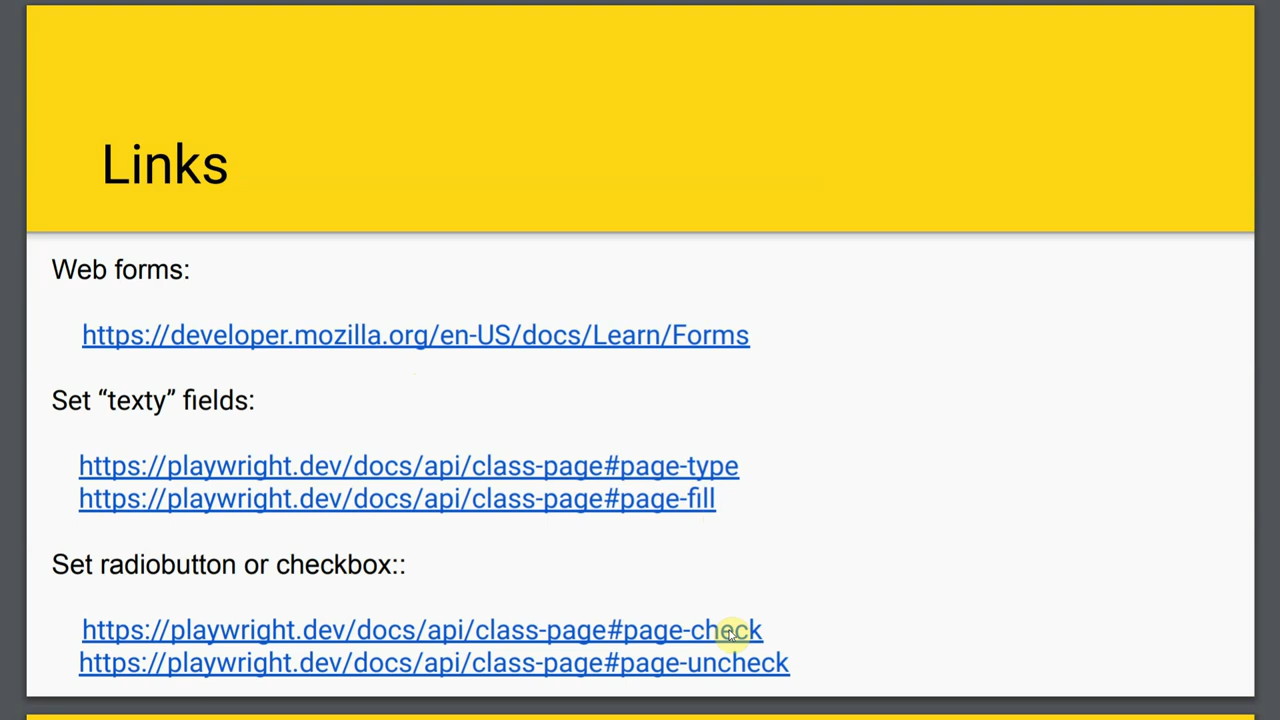 Links
Web forms:
https://developer.mozilla.org/en-US/docs/Learn/Forms
Set “texty” fields:
https://playwright.dev/docs/api/class-page#page-type
https://playwright.dev/docs/api/class-page#page-fill
Set radiobutton or checkbox::
https://playwright.dev/docs/api/class-page#page-check
https://playwright.dev/docs/api/class-page#page-uncheck